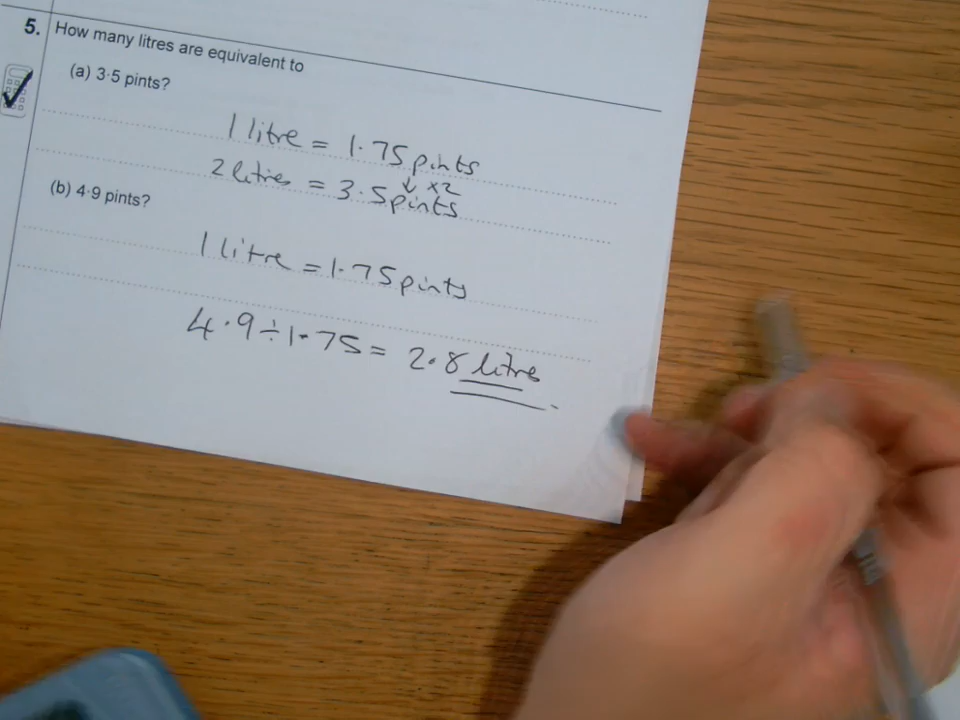 5. How many litres are equivalent to
(a) 3·5 pints?
1 litre = 1.75 pints
↓ ×2
2 litres = 3.5 pints
(b) 4·9 pints?
1 litre = 1.75 pints
4.9 ÷ 1.75 = 2.8 litres